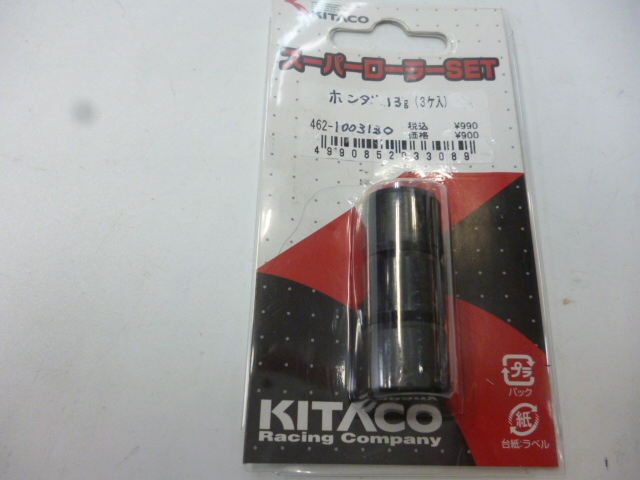 KITACO
スーパーローラーSET
ホンダ 13g (3ケ入)
462-1003130 税込 ¥990
価格 ¥900
4990852033089
プラ
パック
紙
台紙:ラベル
KITACO
Racing Company